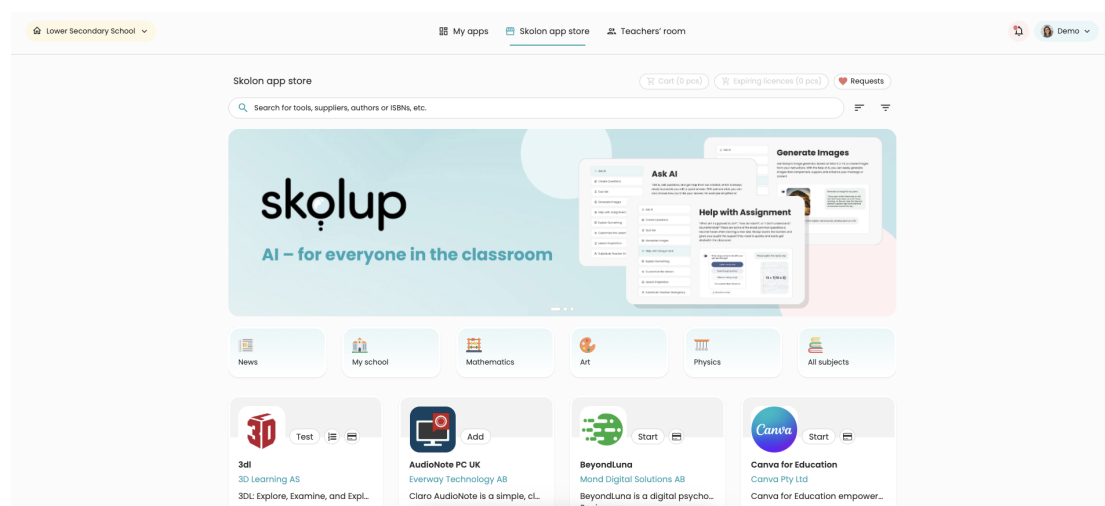 Lower Secondary School
My apps
Skolon app store
Teachers' room
Demo
Skolon app store
Cart (0 pcs)
Expiring licences (0 pcs)
Requests
Search for tools, suppliers, authors or ISBNs, etc.
skolup
AI – for everyone in the classroom
Ask AI
Generate Images
Help with Assignment
News
My school
Mathematics
Art
Physics
All subjects
3D
Test
Add
Start
Canva
Start
3dl
3D Learning AS
3DL: Explore, Examine, and Expl...
AudioNote PC UK
Everway Technology AB
Claro AudioNote is a simple, cl...
BeyondLuna
Mond Digital Solutions AB
BeyondLuna is a digital psycho...
Canva for Education
Canva Pty Ltd
Canva for Education empower...